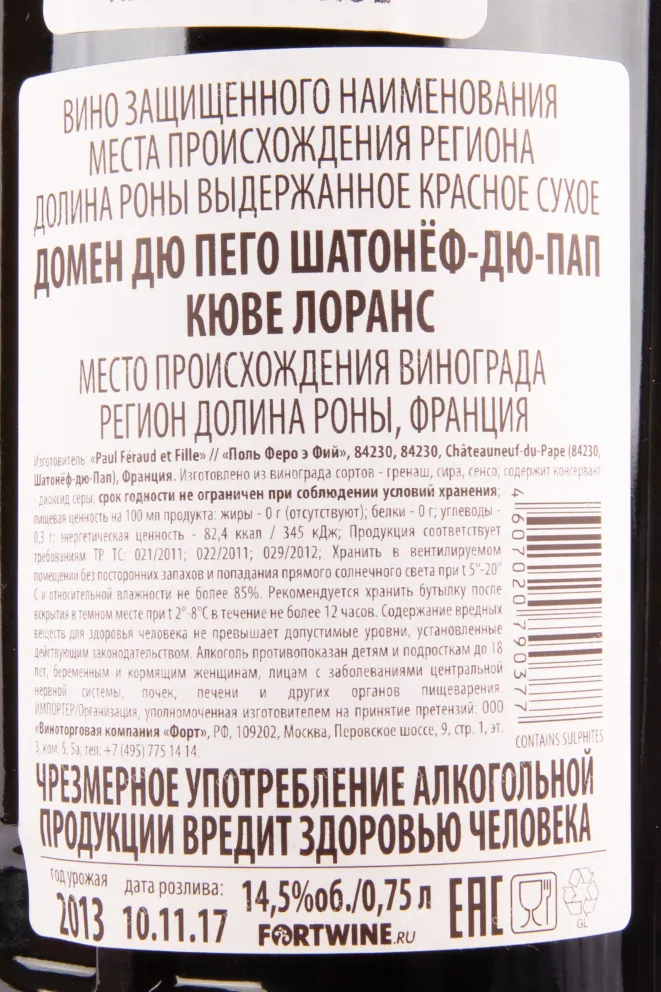 ВИНО ЗАЩИЩЕННОГО НАИМЕНОВАНИЯ
МЕСТА ПРОИСХОЖДЕНИЯ РЕГИОНА
ДОЛИНА РОНЫ ВЫДЕРЖАННОЕ КРАСНОЕ СУХОЕ
ДОМЕН ДЮ ПЕГО ШАТОНЁФ-ДЮ-ПАП
КЮВЕ ЛОРАНС
МЕСТО ПРОИСХОЖДЕНИЯ ВИНОГРАДА
РЕГИОН ДОЛИНА РОНЫ, ФРАНЦИЯ
Изготовитель: «Paul Féraud et Fille» // «Поль Феро э Фий», 84230, 84230, Châteauneuf-du-Pape (84230,
Шатонёф-дю-Пап), Франция. Изготовлено из винограда сортов - гренаш, сира, сенсо; содержит консервант
- диоксид серы; срок годности не ограничен при соблюдении условий хранения;
пищевая ценность на 100 мл продукта: жиры - 0 г (отсутствуют); белки - 0 г; углеводы -
0,3 г; энергетическая ценность - 82,4 ккал / 345 кДж; Продукция соответствует
требованиям ТР ТС: 021/2011; 022/2011; 029/2012; Хранить в вентилируемом
помещении без посторонних запахов и попадания прямого солнечного света при t 5°-20°
С и относительной влажности не более 85%. Рекомендуется хранить бутылку после
вскрытия в темном месте при t 2°-8°С в течение не более 12 часов. Содержание вредных
веществ для здоровья человека не превышает допустимые уровни, установленные
действующим законодательством. Алкоголь противопоказан детям и подросткам до 18
лет, беременным и кормящим женщинам, лицам с заболеваниями центральной
нервной системы, почек, печени и других органов пищеварения.
ИМПОРТЕР/Организация, уполномоченная изготовителем на принятие претензий: ООО
«Виноторговая компания «Форт», РФ, 109202, Москва, Перовское шоссе, 9, стр. 1, эт.
3, ком. 5, 5а; тел: +7 (495) 775 14 14.
4 607020 790377
CONTAINS SULPHITES
ЧРЕЗМЕРНОЕ УПОТРЕБЛЕНИЕ АЛКОГОЛЬНОЙ
ПРОДУКЦИИ ВРЕДИТ ЗДОРОВЬЮ ЧЕЛОВЕКА
год урожая
2013
дата розлива:
10.11.17
14,5%об./0,75 л
FORTWINE.RU
EAC
GL